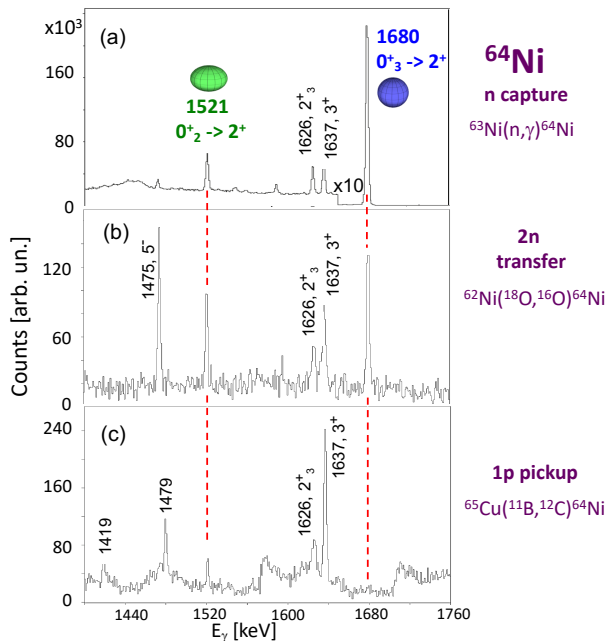 x10³
(a)
1680
0⁺₃ -> 2⁺
1521
0⁺₂ -> 2⁺
1626, 2⁺₃
1637, 3⁺
x10
160
80
0
⁶⁴Ni
n capture
⁶³Ni(n,γ)⁶⁴Ni
(b)
1475, 5⁻
1626, 2⁺₃
1637, 3⁺
120
60
0
2n
transfer
⁶²Ni(¹⁸O,¹⁶O)⁶⁴Ni
Counts [arb. un.]
(c)
1419
1479
1626, 2⁺₃
1637, 3⁺
240
160
80
0
1p pickup
⁶⁵Cu(¹¹B,¹²C)⁶⁴Ni
1440
1520
1600
1680
1760
Eγ [keV]